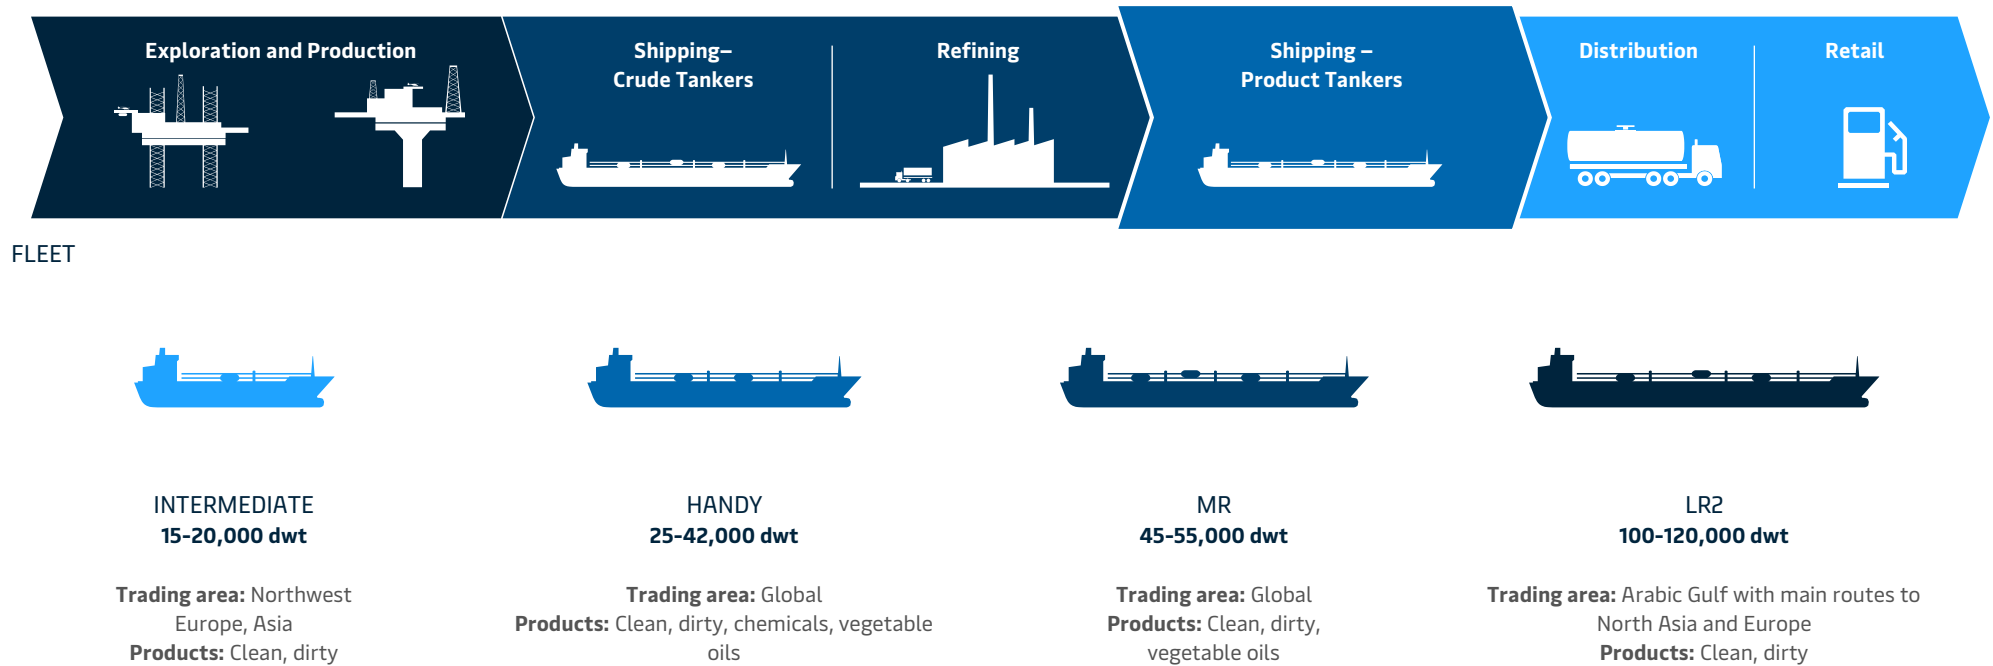 Exploration and Production
Shipping–
Crude Tankers
Refining
Shipping –
Product Tankers
Distribution
Retail
FLEET
INTERMEDIATE
15-20,000 dwt
Trading area: Northwest
Europe, Asia
Products: Clean, dirty
HANDY
25-42,000 dwt
Trading area: Global
Products: Clean, dirty, chemicals, vegetable
oils
MR
45-55,000 dwt
Trading area: Global
Products: Clean, dirty,
vegetable oils
LR2
100-120,000 dwt
Trading area: Arabic Gulf with main routes to
North Asia and Europe
Products: Clean, dirty